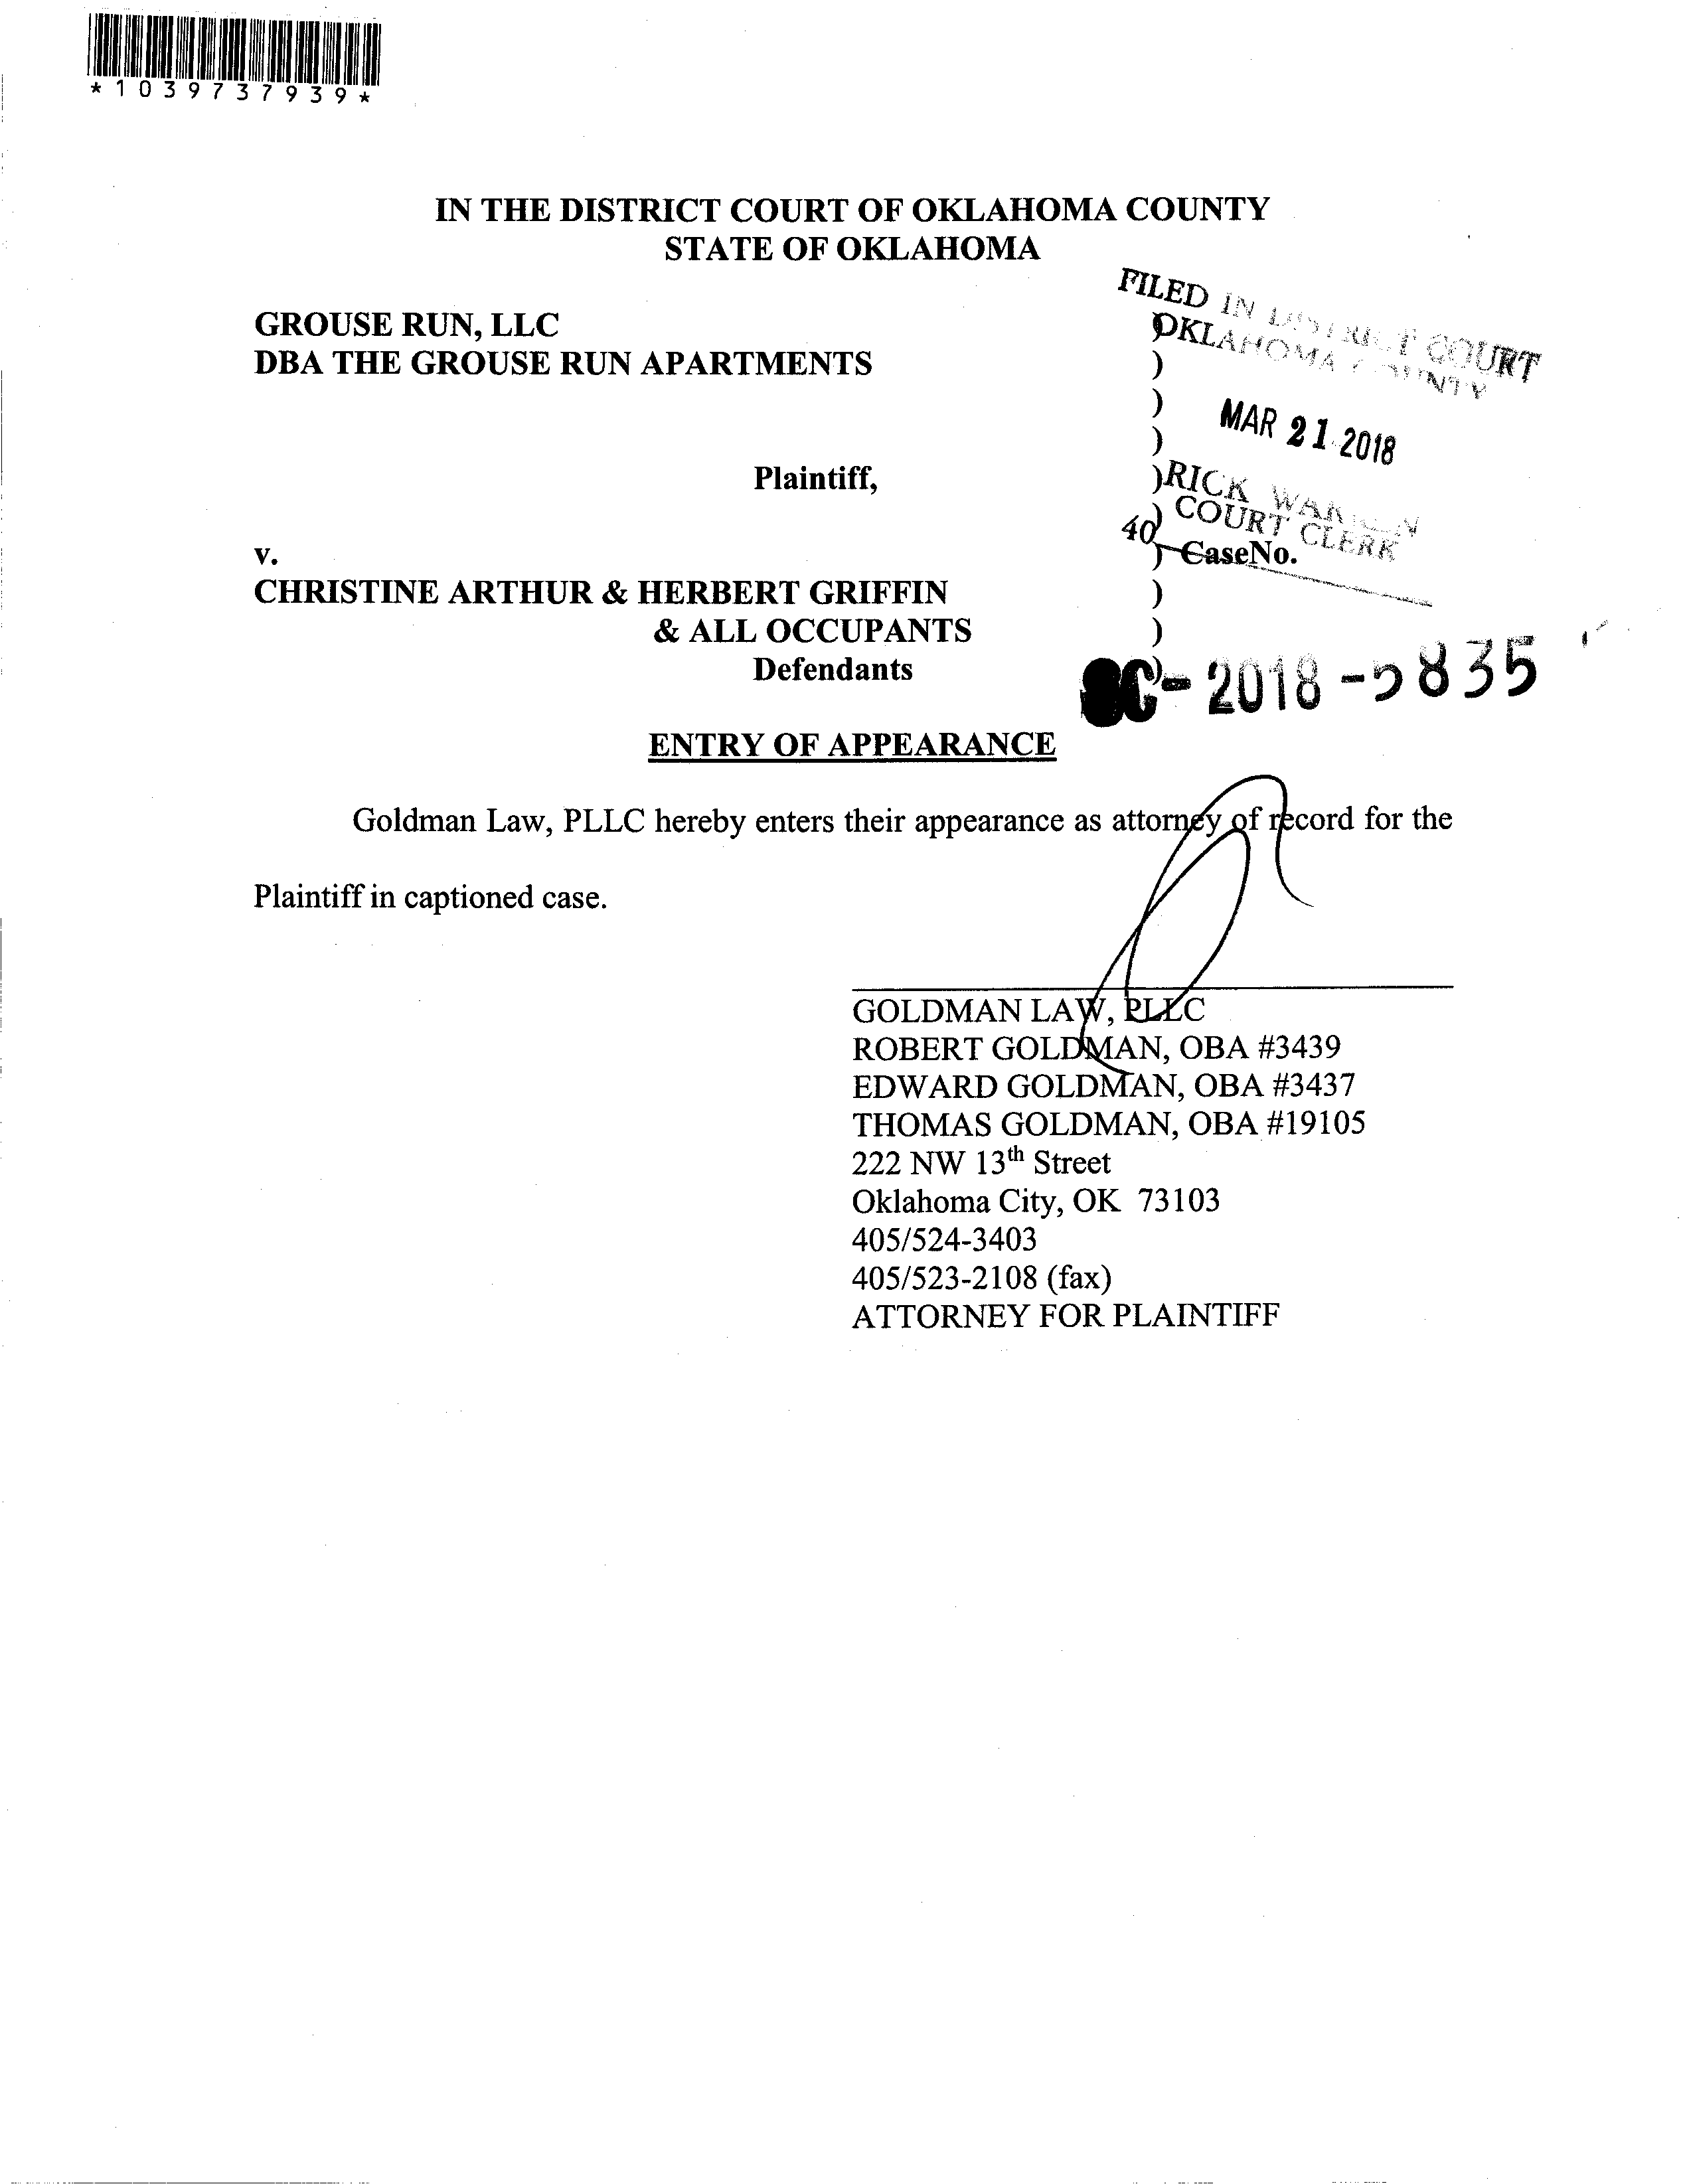 *1039737939*
IN THE DISTRICT COURT OF OKLAHOMA COUNTY
STATE OF OKLAHOMA
GROUSE RUN, LLC
DBA THE GROUSE RUN APARTMENTS
)
)
)
FILED IN DISTRICT COURT
OKLAHOMA COUNTY
MAR 21 2018
Plaintiff,
)
RICK WARREN
COURT CLERK
40
)
v.
) CaseNo.
CHRISTINE ARTHUR & HERBERT GRIFFIN
)
& ALL OCCUPANTS
)
Defendants
)
SC-2018-5835
ENTRY OF APPEARANCE
Goldman Law, PLLC hereby enters their appearance as attorney of record for the
Plaintiff in captioned case.
GOLDMAN LAW, PLLC
ROBERT GOLDMAN, OBA #3439
EDWARD GOLDMAN, OBA #3437
THOMAS GOLDMAN, OBA #19105
222 NW 13th Street
Oklahoma City, OK 73103
405/524-3403
405/523-2108 (fax)
ATTORNEY FOR PLAINTIFF